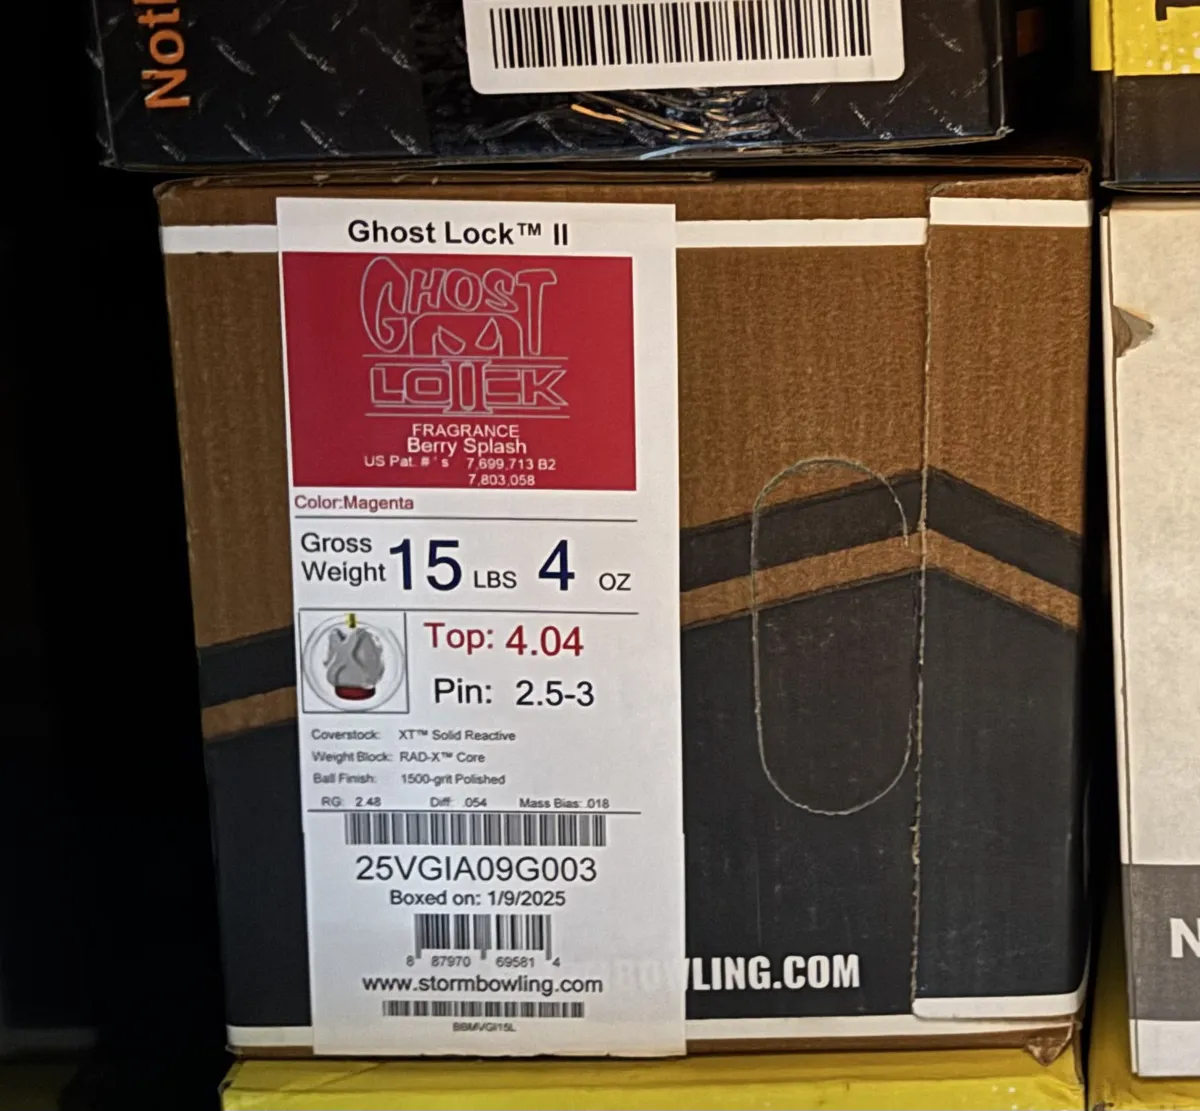 Not
Ghost Lock™ II
GHOST
LOIICK
FRAGRANCE
Berry Splash
US Pat. #'s 7,699,713 B2
7,803,058
Color:Magenta
Gross Weight 15 LBS 4 OZ
Top: 4.04
Pin: 2.5-3
Coverstock: XT™ Solid Reactive
Weight Block: RAD-X™ Core
Ball Finish: 1500-grit Polished
RG: 2.48 Diff: .054 Mass Bias: .018
25VGIA09G003
Boxed on: 1/9/2025
8 87970 69581 4
www.stormbowling.com
BBMVGI15L
BOWLING.COM
N